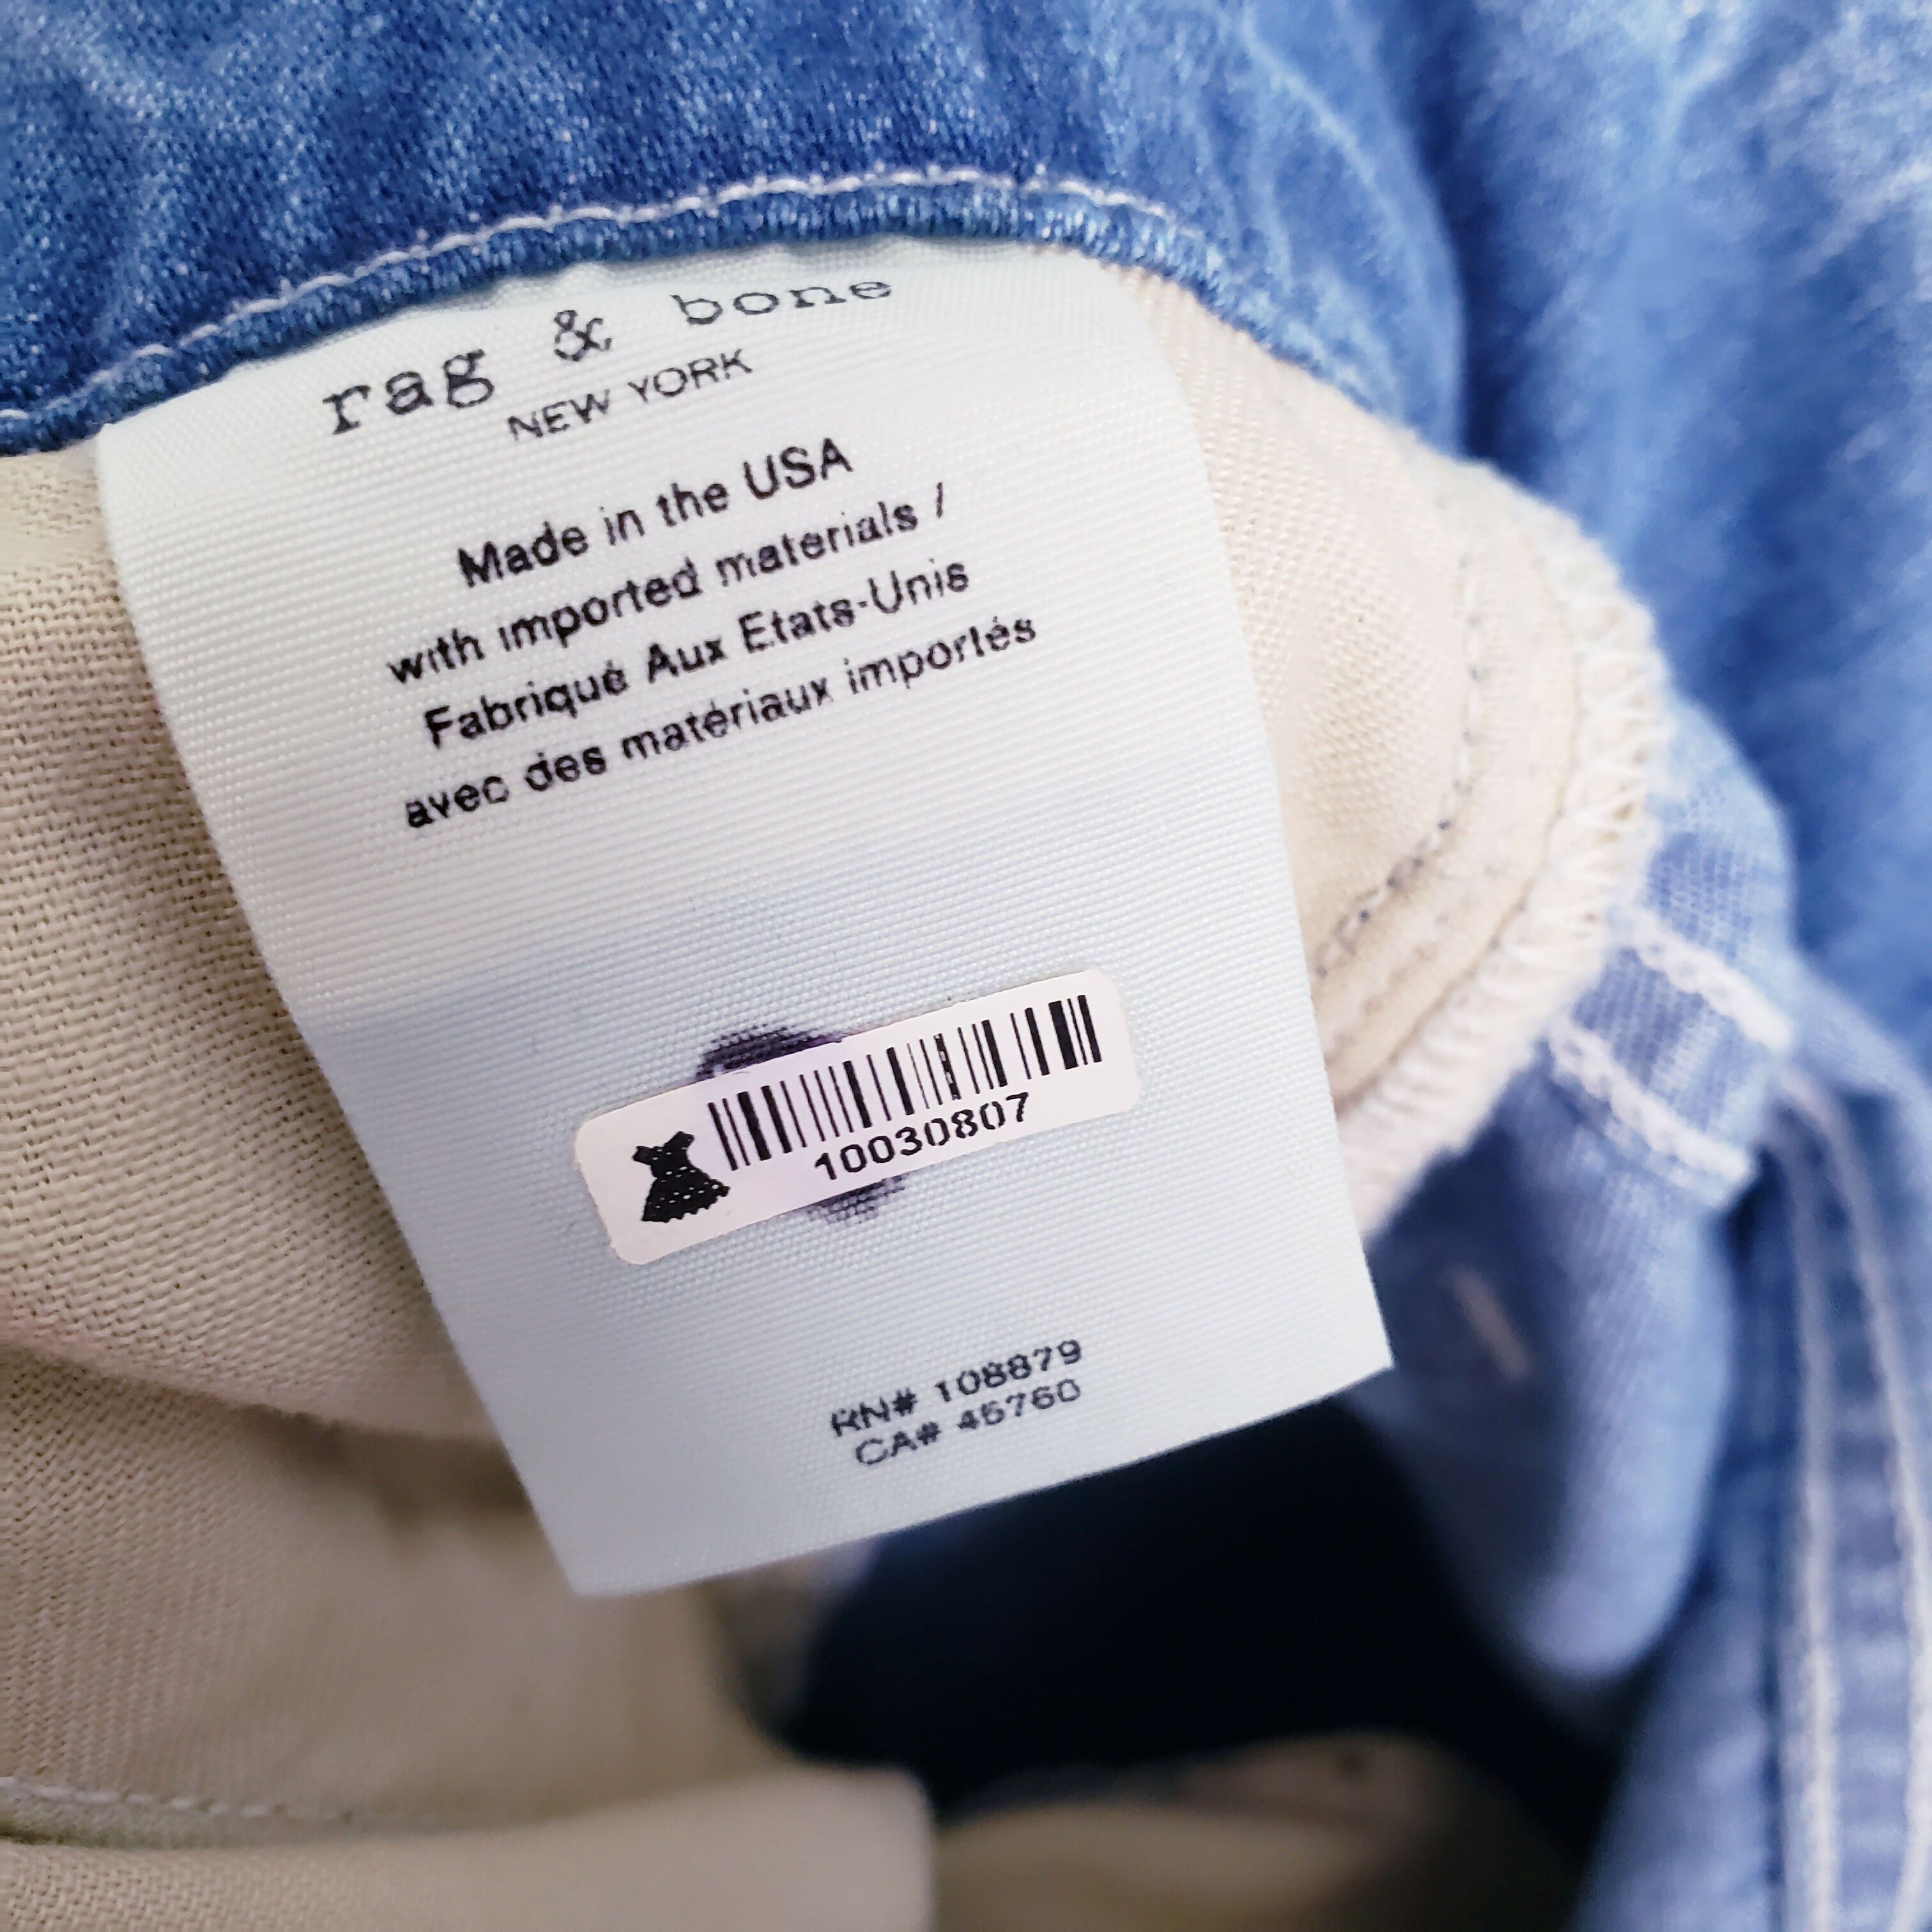 rag & bone
NEW YORK
Made in the USA
with imported materials /
Fabriqué Aux Etats-Unis
avec des matériaux importés
10030807
RN# 108879
CA# 45760